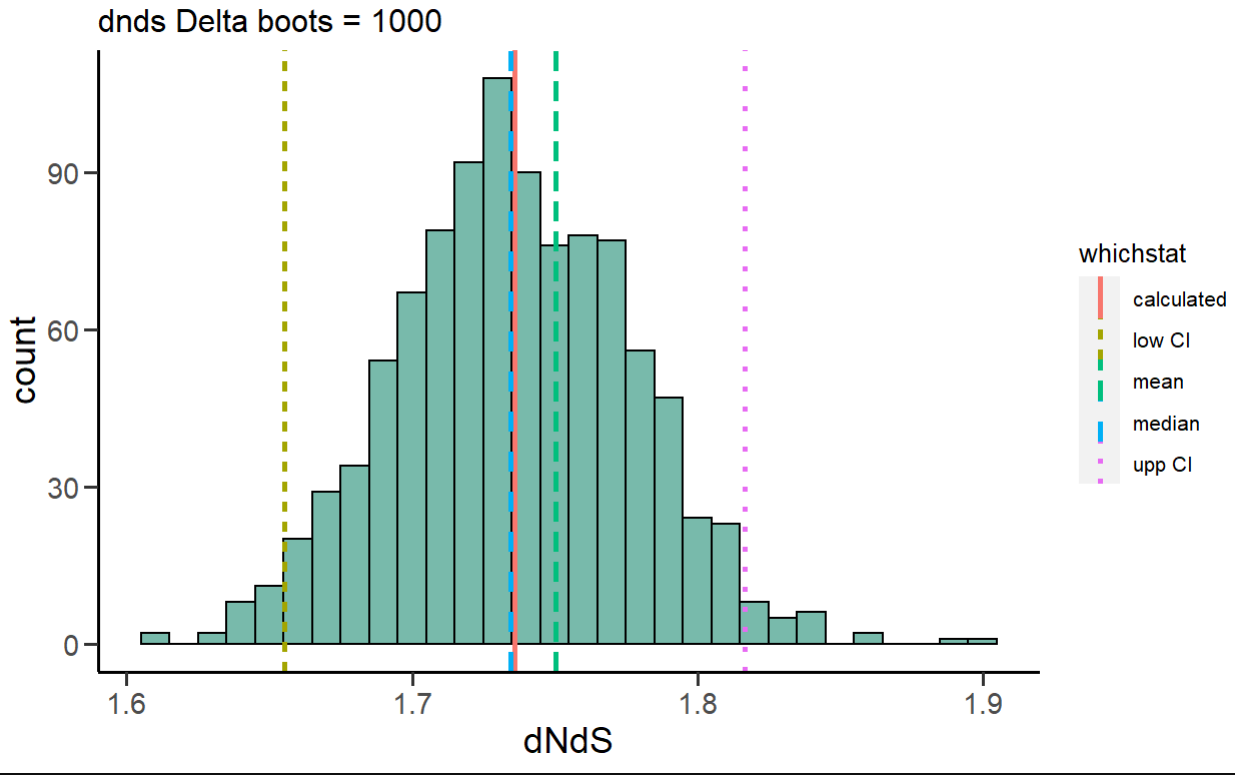 dnds Delta boots = 1000
90
60
30
0
count
1.6 1.7 1.8 1.9
dNdS
whichstat
calculated
low CI
mean
median
upp CI